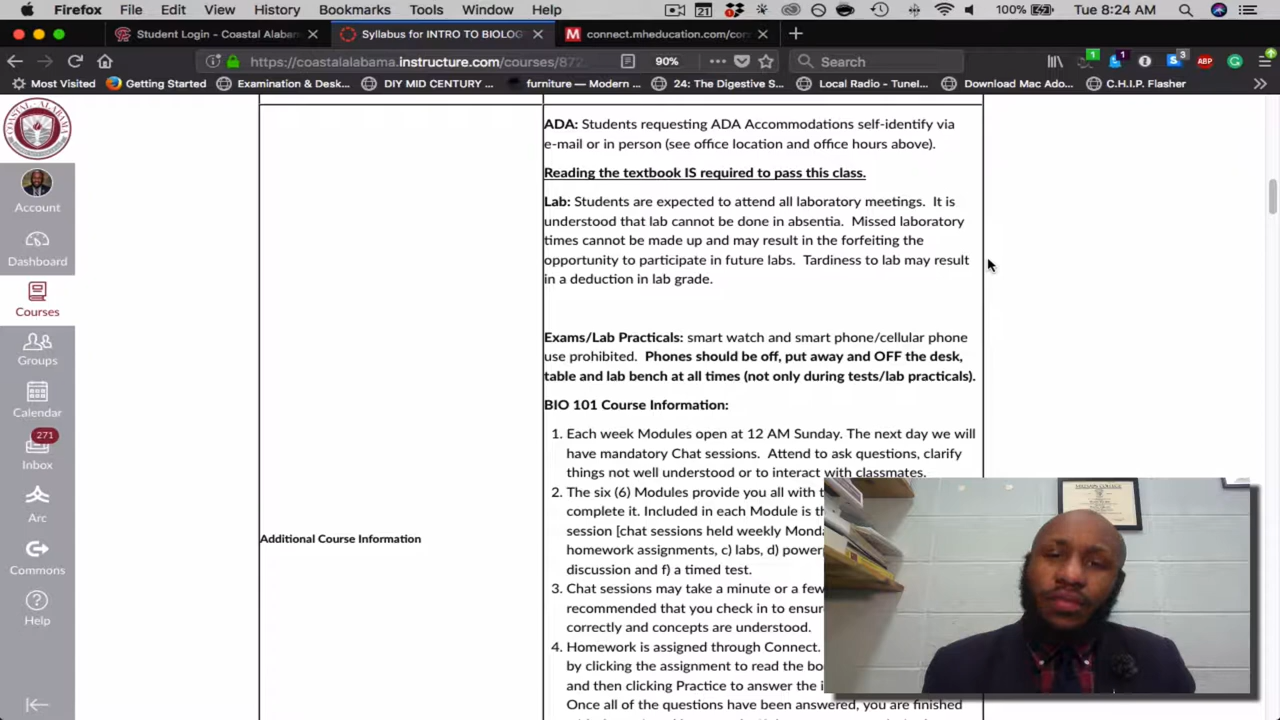 Firefox File Edit View History Bookmarks Tools Window Help 21 100% Tue 8:24 AM
Student Login - Coastal Alabam Syllabus for INTRO TO BIOLOG connect.mheducation.com/con
https://coastalalabama.instructure.com/courses/872 90% Search 1 1 3 ABP
Most Visited Getting Started Examination & Desk... DIY MID CENTURY ... furniture — Modern ... 24: The Digestive S... Local Radio - Tunel... Download Mac Ado... C.H.I.P. Flasher
COASTAL ALABAMA
Account
Dashboard
Courses
Groups
Calendar
271
Inbox
Arc
Commons
Help
Additional Course Information
ADA: Students requesting ADA Accommodations self-identify via
e-mail or in person (see office location and office hours above).
Reading the textbook IS required to pass this class.
Lab: Students are expected to attend all laboratory meetings. It is
understood that lab cannot be done in absentia. Missed laboratory
times cannot be made up and may result in the forfeiting the
opportunity to participate in future labs. Tardiness to lab may result
in a deduction in lab grade.
Exams/Lab Practicals: smart watch and smart phone/cellular phone
use prohibited. Phones should be off, put away and OFF the desk,
table and lab bench at all times (not only during tests/lab practicals).
BIO 101 Course Information:
1. Each week Modules open at 12 AM Sunday. The next day we will
have mandatory Chat sessions. Attend to ask questions, clarify
things not well understood or to interact with classmates.
2. The six (6) Modules provide you all with
complete it. Included in each Module is
session [chat sessions held weekly
homework assignments, c) labs, d)
discussion and f) a timed test.
3. Chat sessions may take a minute or a few
recommended that you check in to
correctly and concepts are understood.
4. Homework is assigned through Connect.
by clicking the assignment to read the
and then clicking Practice to answer the
Once all of the questions have been answered, you are finished